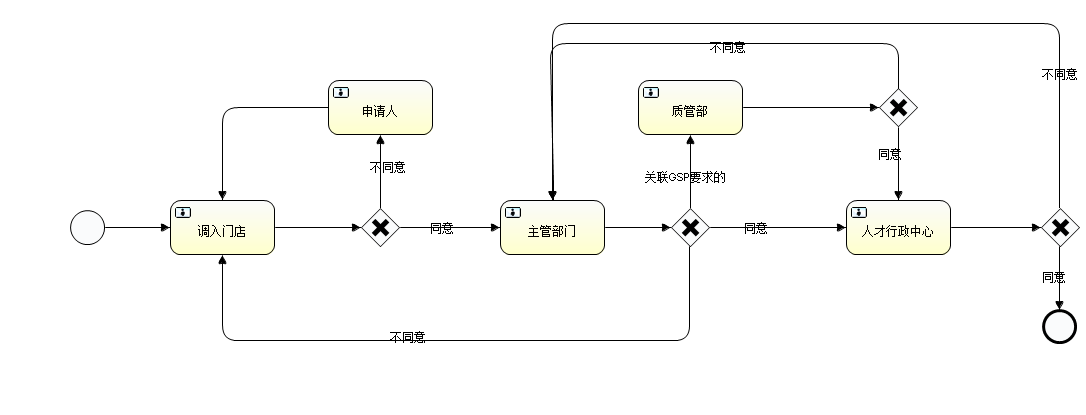 不同意
不同意
申请人
质管部
同意
不同意
关联GSP要求的
调入门店
同意
主管部门
同意
人才行政中心
同意
不同意